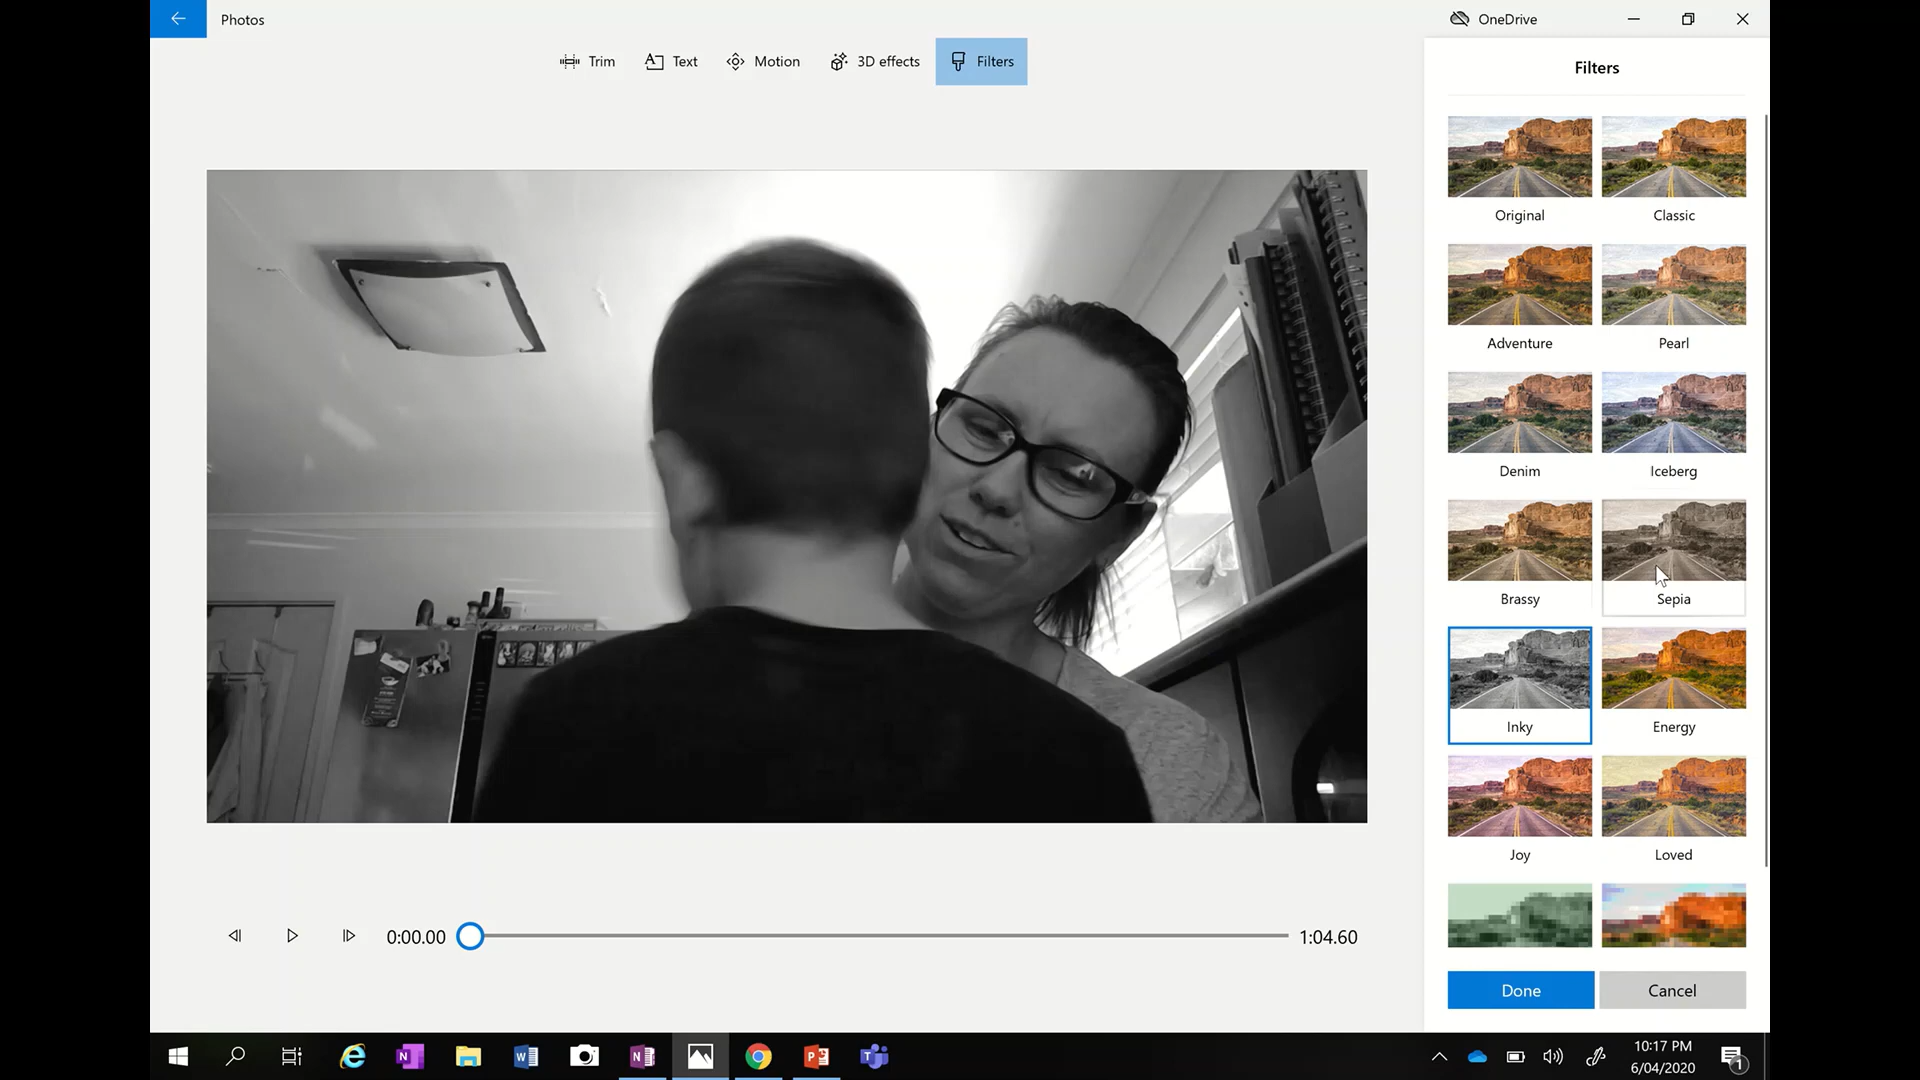 Photos
OneDrive
Trim
Text
Motion
3D effects
Filters
Filters
Original
Classic
Adventure
Pearl
Denim
Iceberg
Brassy
Sepia
Inky
Energy
Joy
Loved
0:00.00
1:04.60
Done
Cancel
10:17 PM
6/04/2020
1